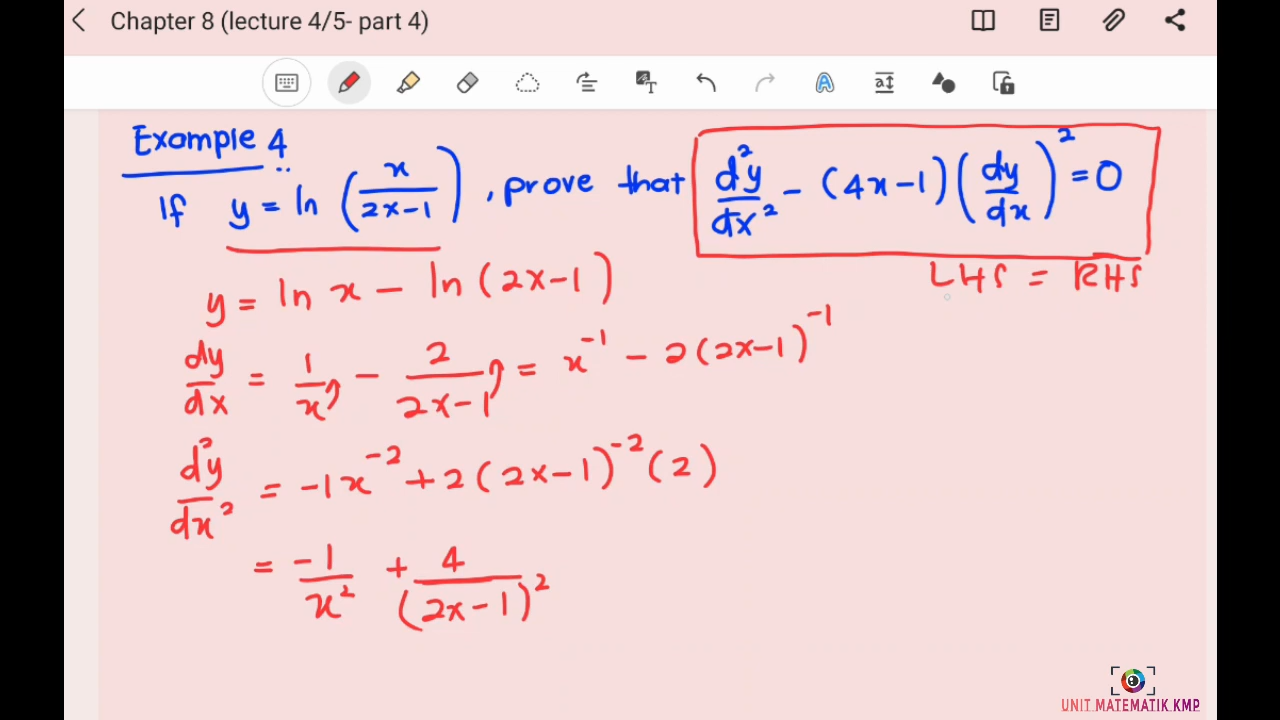 Chapter 8 (lecture 4/5- part 4)
Example 4
If y = ln (x/(2x-1)), prove that d²y/dx² - (4x-1)(dy/dx)² = 0
LHS = RHS
y = ln x - ln (2x-1)
dy/dx = 1/x - 2/(2x-1) = x⁻¹ - 2(2x-1)⁻¹
d²y/dx² = -1x⁻² + 2(2x-1)⁻²(2)
= -1/x² + 4/(2x-1)²
UNIT MATEMATIK KMP